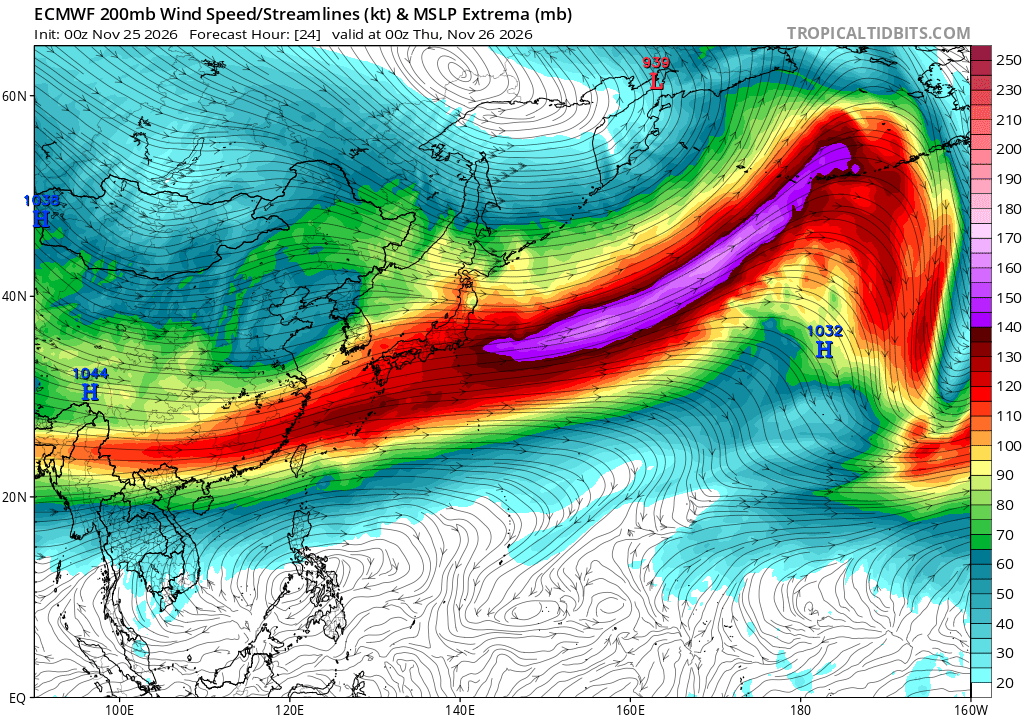 ECMWF 200mb Wind Speed/Streamlines (kt) & MSLP Extrema (mb)
Init: 00z Nov 25 2026 Forecast Hour: [24] valid at 00z Thu, Nov 26 2026
TROPICALTIDBITS.COM
939
L
1038
H
1032
H
1044
H
60N
40N
20N
EQ
100E
120E
140E
160E
180
160W
250
230
210
200
190
180
170
160
150
140
130
120
110
100
90
80
70
60
50
40
30
20